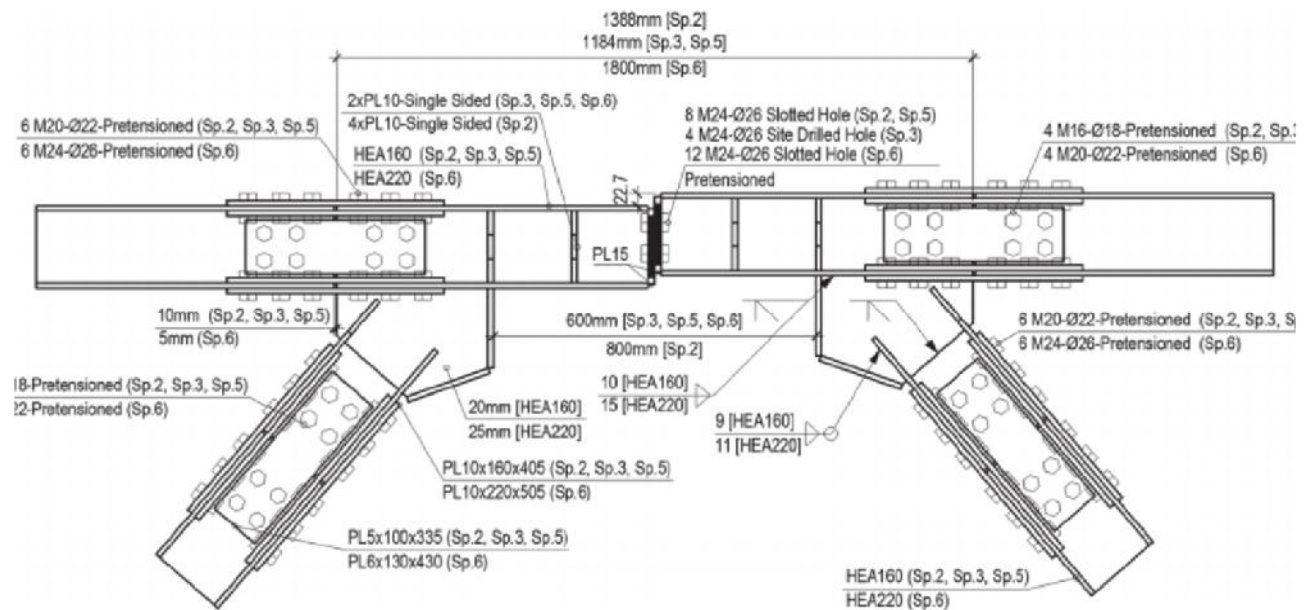 1388mm [Sp.2]
1184mm [Sp.3, Sp.5]
1800mm [Sp.6]
2xPL10-Single Sided (Sp.3, Sp.5, Sp.6)
4xPL10-Single Sided (Sp.2)
6 M20-Ø22-Pretensioned (Sp.2, Sp.3, Sp.5)
6 M24-Ø26-Pretensioned (Sp.6)
HEA160 (Sp.2, Sp.3, Sp.5)
HEA220 (Sp.6)
22.7
8 M24-Ø26 Slotted Hole (Sp.2, Sp.5)
4 M24-Ø26 Site Drilled Hole (Sp.3)
12 M24-Ø26 Slotted Hole (Sp.6)
Pretensioned
4 M16-Ø18-Pretensioned (Sp.2, Sp.3
4 M20-Ø22-Pretensioned (Sp.6)
PL15
10mm (Sp.2, Sp.3, Sp.5)
5mm (Sp.6)
600mm [Sp.3, Sp.5, Sp.6]
800mm [Sp.2]
6 M20-Ø22-Pretensioned (Sp.2, Sp.3, Sp
6 M24-Ø26-Pretensioned (Sp.6)
18-Pretensioned (Sp.2, Sp.3, Sp.5)
22-Pretensioned (Sp.6)
20mm [HEA160]
25mm [HEA220]
10 [HEA160]
15 [HEA220]
9 [HEA160]
11 [HEA220]
PL10x160x405 (Sp.2, Sp.3, Sp.5)
PL10x220x505 (Sp.6)
PL5x100x335 (Sp.2, Sp.3, Sp.5)
PL6x130x430 (Sp.6)
HEA160 (Sp.2, Sp.3, Sp.5)
HEA220 (Sp.6)